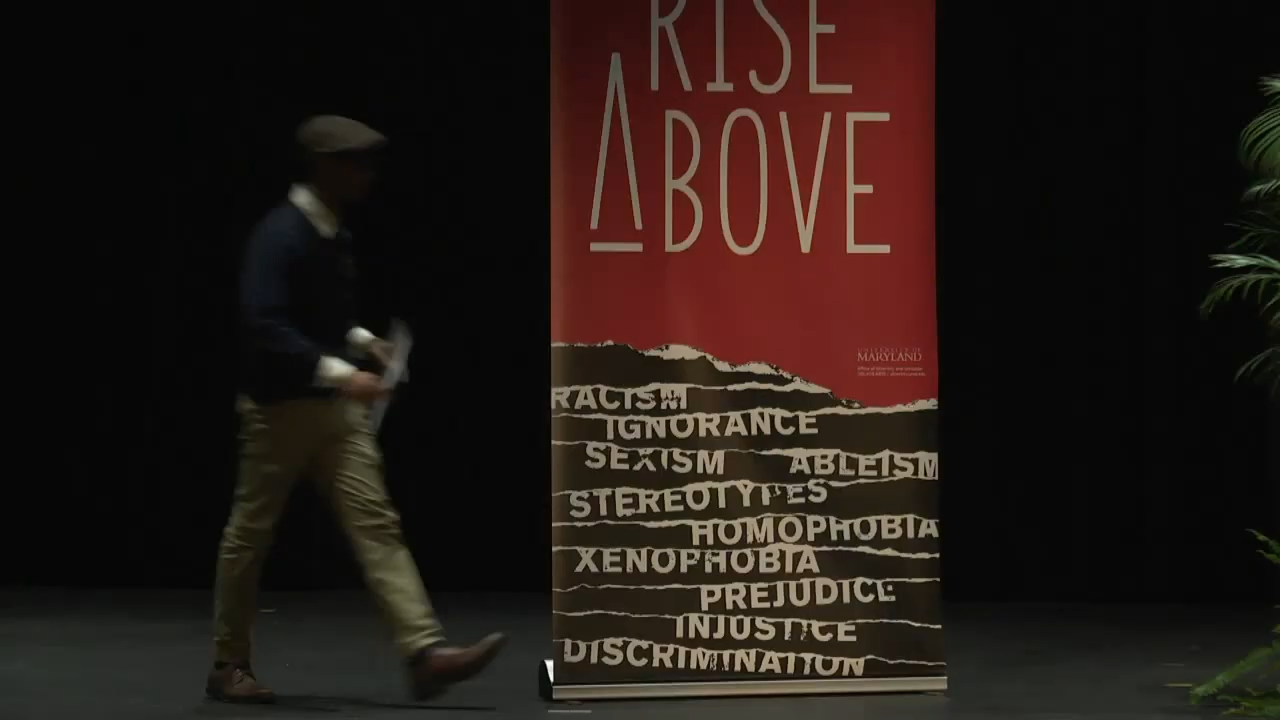 RISE
ABOVE
UNIVERSITY OF
MARYLAND
RACISM
IGNORANCE
SEXISM ABLEISM
STEREOTYPES
HOMOPHOBIA
XENOPHOBIA
PREJUDICE
INJUSTICE
DISCRIMINATION